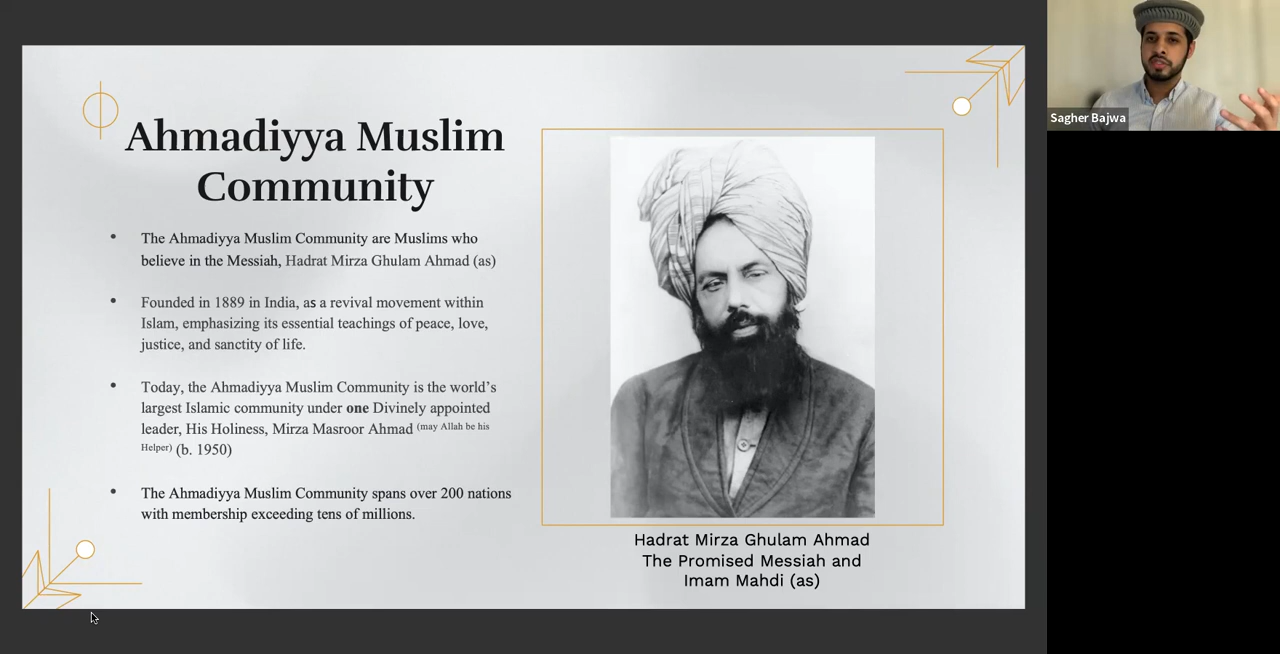 Ahmadiyya Muslim
Community
• The Ahmadiyya Muslim Community are Muslims who
believe in the Messiah, Hadrat Mirza Ghulam Ahmad (as)
• Founded in 1889 in India, as a revival movement within
Islam, emphasizing its essential teachings of peace, love,
justice, and sanctity of life.
• Today, the Ahmadiyya Muslim Community is the world’s
largest Islamic community under one Divinely appointed
leader, His Holiness, Mirza Masroor Ahmad (may Allah be his
Helper) (b. 1950)
• The Ahmadiyya Muslim Community spans over 200 nations
with membership exceeding tens of millions.
Hadrat Mirza Ghulam Ahmad
The Promised Messiah and
Imam Mahdi (as)
Sagher Bajwa